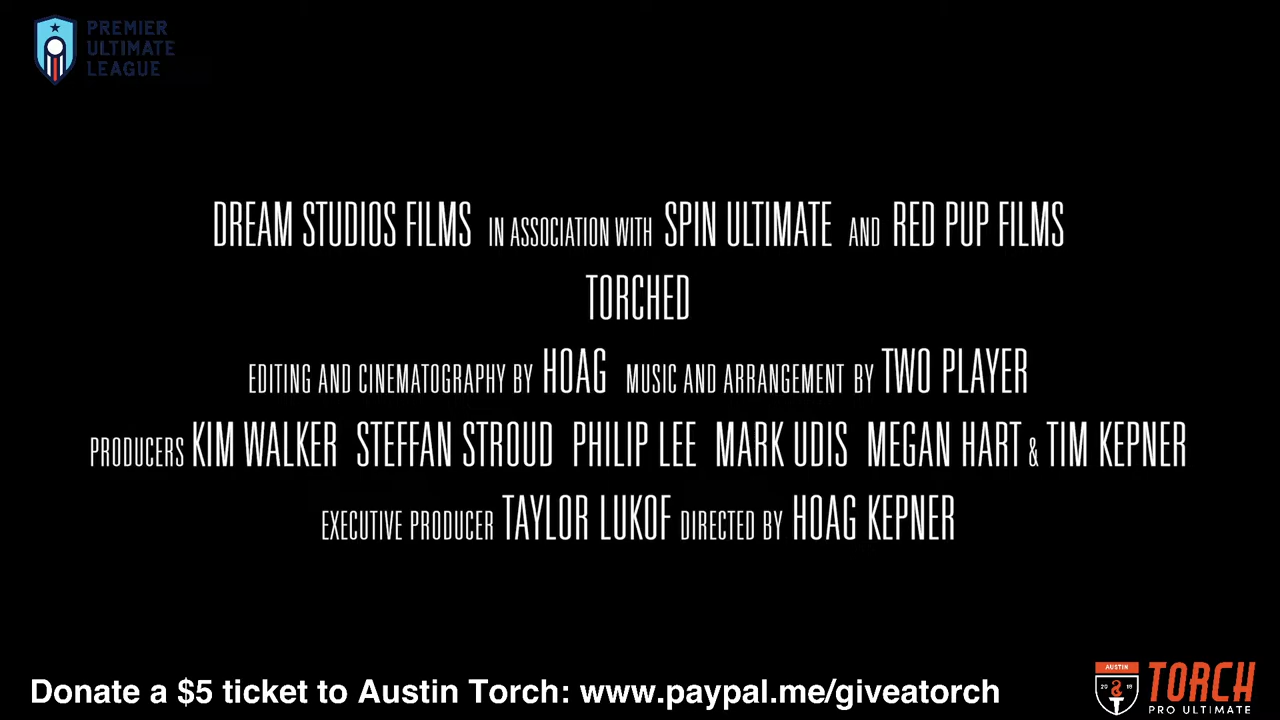 PREMIER
ULTIMATE
LEAGUE
DREAM STUDIOS FILMS IN ASSOCIATION WITH SPIN ULTIMATE AND RED PUP FILMS
TORCHED
EDITING AND CINEMATOGRAPHY BY HOAG MUSIC AND ARRANGEMENT BY TWO PLAYER
PRODUCERS KIM WALKER STEFFAN STROUD PHILIP LEE MARK UDIS MEGAN HART & TIM KEPNER
EXECUTIVE PRODUCER TAYLOR LUKOF DIRECTED BY HOAG KEPNER
Donate a $5 ticket to Austin Torch: www.paypal.me/giveatorch
AUSTIN
20 19
TORCH
PRO ULTIMATE